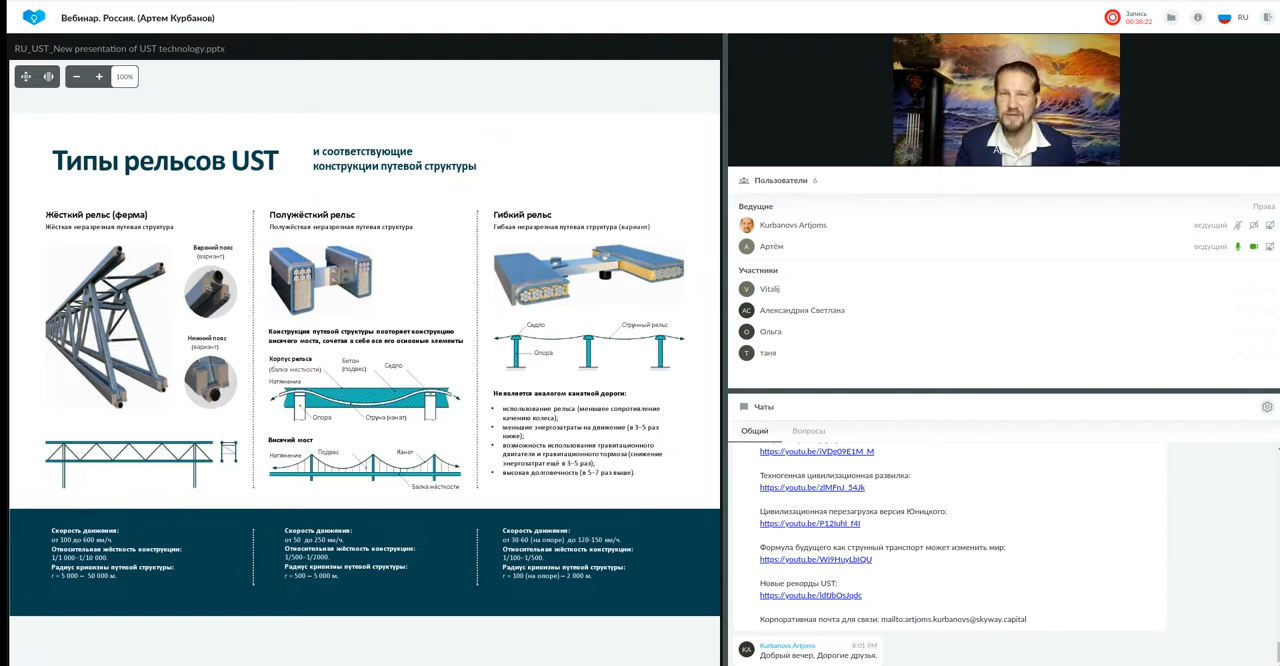 Вебинар. Россия. (Артем Курбанов)
Запись
00:38:22
RU
RU_UST_New presentation of UST technology.pptx
100%
Типы рельсов UST
и соответствующие
конструкции путевой структуры
Жёсткий рельс (ферма)
Жёсткая неразрезная путевая структура
Верхний пояс
(вариант)
Нижний пояс
(вариант)
Полужёсткий рельс
Полужёсткая неразрезная путевая структура
Конструкция путевой структуры повторяет конструкцию
висячего моста, сочетая в себе все его основные элементы
Корпус рельса
(балка жесткости)
Бетон
(подвес)
Седло
Натяжение
Опора
Струна (канат)
Висячий мост
Натяжение
Подвес
Канат
Балка жёсткости
Гибкий рельс
Гибкая неразрезная путевая структура (вариант)
Седло
Струнный рельс
Опора
Не является аналогом канатной дороги:
• использование рельса (меньшее сопротивление
качению колеса);
• меньшие энергозатраты на движение (в 3–5 раз
ниже);
• возможность использования гравитационного
двигателя и гравитационного тормоза (снижение
энергозатрат ещё в 3–5 раз);
• высокая долговечность (в 5–7 раз выше).
Скорость движения:
от 100 до 600 км/ч.
Относительная жёсткость конструкции:
1/1 000–1/10 000.
Радиус кривизны путевой структуры:
r = 5 000 – 50 000 м.
Скорость движения:
от 50 до 250 км/ч.
Относительная жёсткость конструкции:
1/500–1/2000.
Радиус кривизны путевой структуры:
r = 500 – 5 000 м.
Скорость движения:
от 30-60 (на опоре) до 120-150 км/ч.
Относительная жёсткость конструкции:
1/100–1/500.
Радиус кривизны путевой структуры:
r = 100 (на опоре) – 2 000 м.
Пользователи 6
Ведущие
Права
Kurbanovs Artjoms
ведущий
A
Артём
ведущий
Участники
V
Vitalij
АС
Александрия Светлана
О
Ольга
Т
таня
Чаты
Общий
Вопросы
https://youtu.be/iVDg09E1M_M
Техногенная цивилизационная развилка:
https://youtu.be/zlMFnJ_54Jk
Цивилизационная перезагрузка версия Юницкого:
https://youtu.be/P12Iuhl_f4I
Формула будущего как струнный транспорт может изменить мир:
https://youtu.be/Wi9HuyLbIQU
Новые рекорды UST:
https://youtu.be/ldfJbOsJqdc
Корпоративная почта для связи: mailto:artjoms.kurbanovs@skyway.capital
KA
Kurbanovs Artjoms
8:01 PM
Добрый вечер, Дорогие друзья.